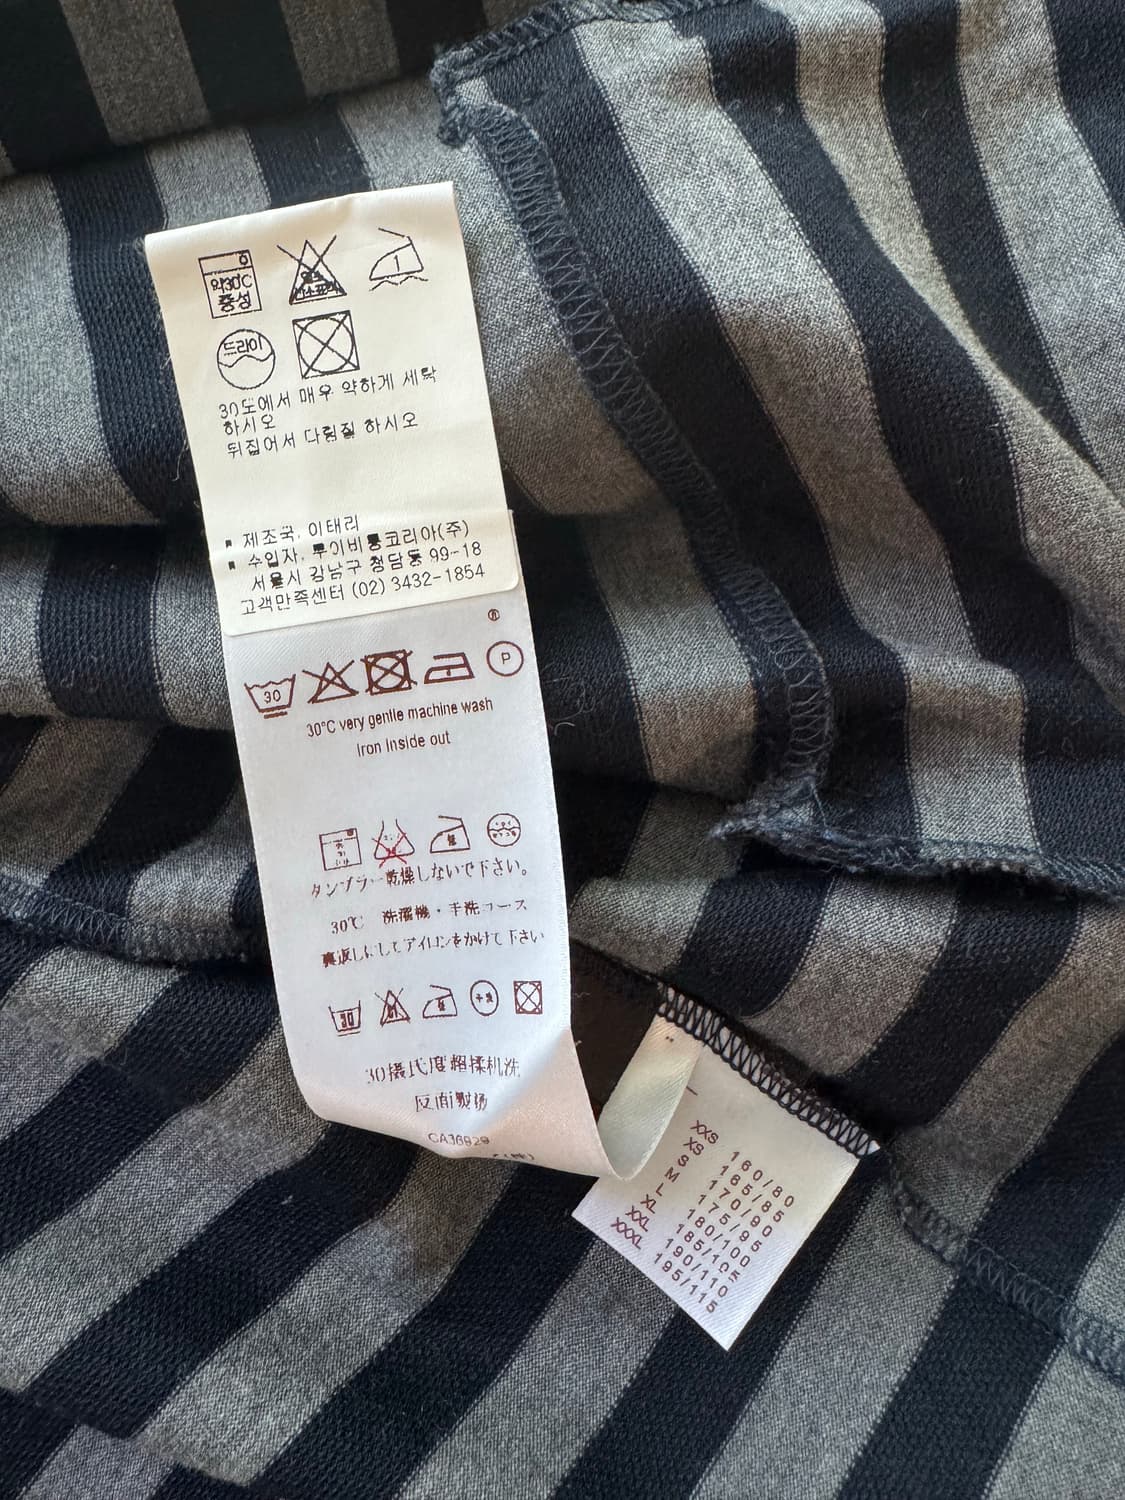 약30℃
중성
드라이
1
30도에서 매우 약하게 세탁
하시오
뒤집어서 다림질 하시오
제조국. 이태리
수입자. 루이비통코리아(주)
서울시 강남구 청담동 99-18
고객만족센터 (02) 3432-1854
®
30
P
30°C very gentle machine wash
Iron inside out
タンブラー乾燥しないで下さい。
30℃ 洗濯機・手洗コース
裏返しにしてアイロンをかけて下さい
30
30摄氏度超柔机洗
反面熨烫
CA36929
XXS 160/80
XS 165/85
S 170/90
M 175/95
L 180/100
XL 185/105
XXL 190/110
XXXL 195/115